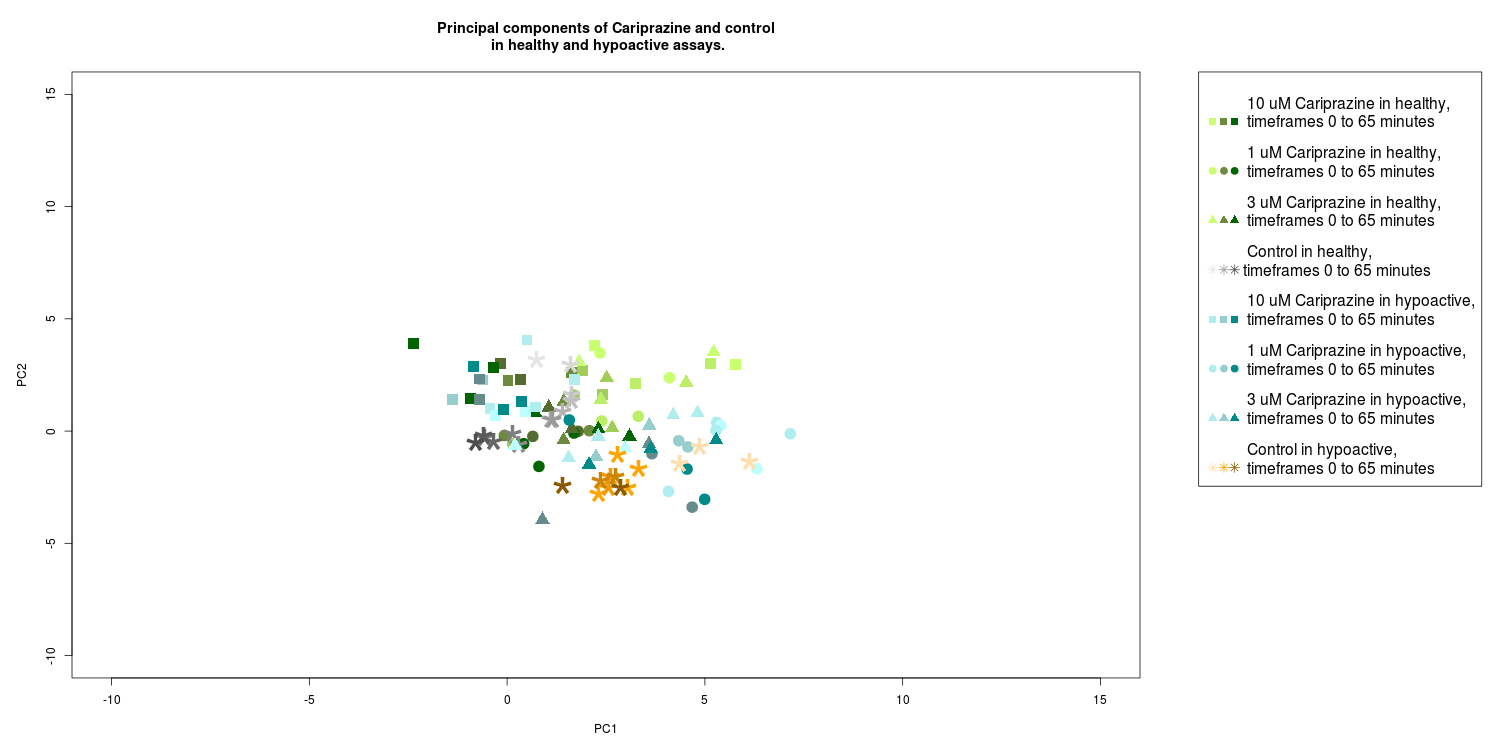 Principal components of Cariprazine and control
in healthy and hypoactive assays.
15
10
5
0
-5
-10
PC2
-10
-5
0
5
10
15
PC1
10 uM Cariprazine in healthy,
timeframes 0 to 65 minutes
1 uM Cariprazine in healthy,
timeframes 0 to 65 minutes
3 uM Cariprazine in healthy,
timeframes 0 to 65 minutes
Control in healthy,
timeframes 0 to 65 minutes
10 uM Cariprazine in hypoactive,
timeframes 0 to 65 minutes
1 uM Cariprazine in hypoactive,
timeframes 0 to 65 minutes
3 uM Cariprazine in hypoactive,
timeframes 0 to 65 minutes
Control in hypoactive,
timeframes 0 to 65 minutes